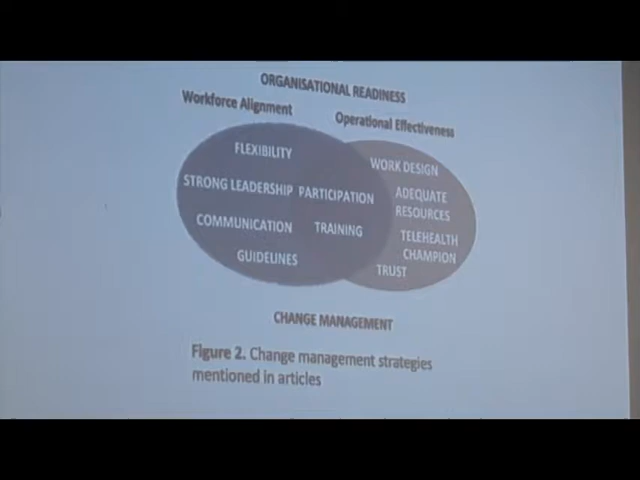 ORGANISATIONAL READINESS
Workforce Alignment
Operational Effectiveness
FLEXIBILITY
STRONG LEADERSHIP
COMMUNICATION
GUIDELINES
PARTICIPATION
TRAINING
WORK DESIGN
ADEQUATE
RESOURCES
TELEHEALTH
CHAMPION
TRUST
CHANGE MANAGEMENT
Figure 2. Change management strategies
mentioned in articles